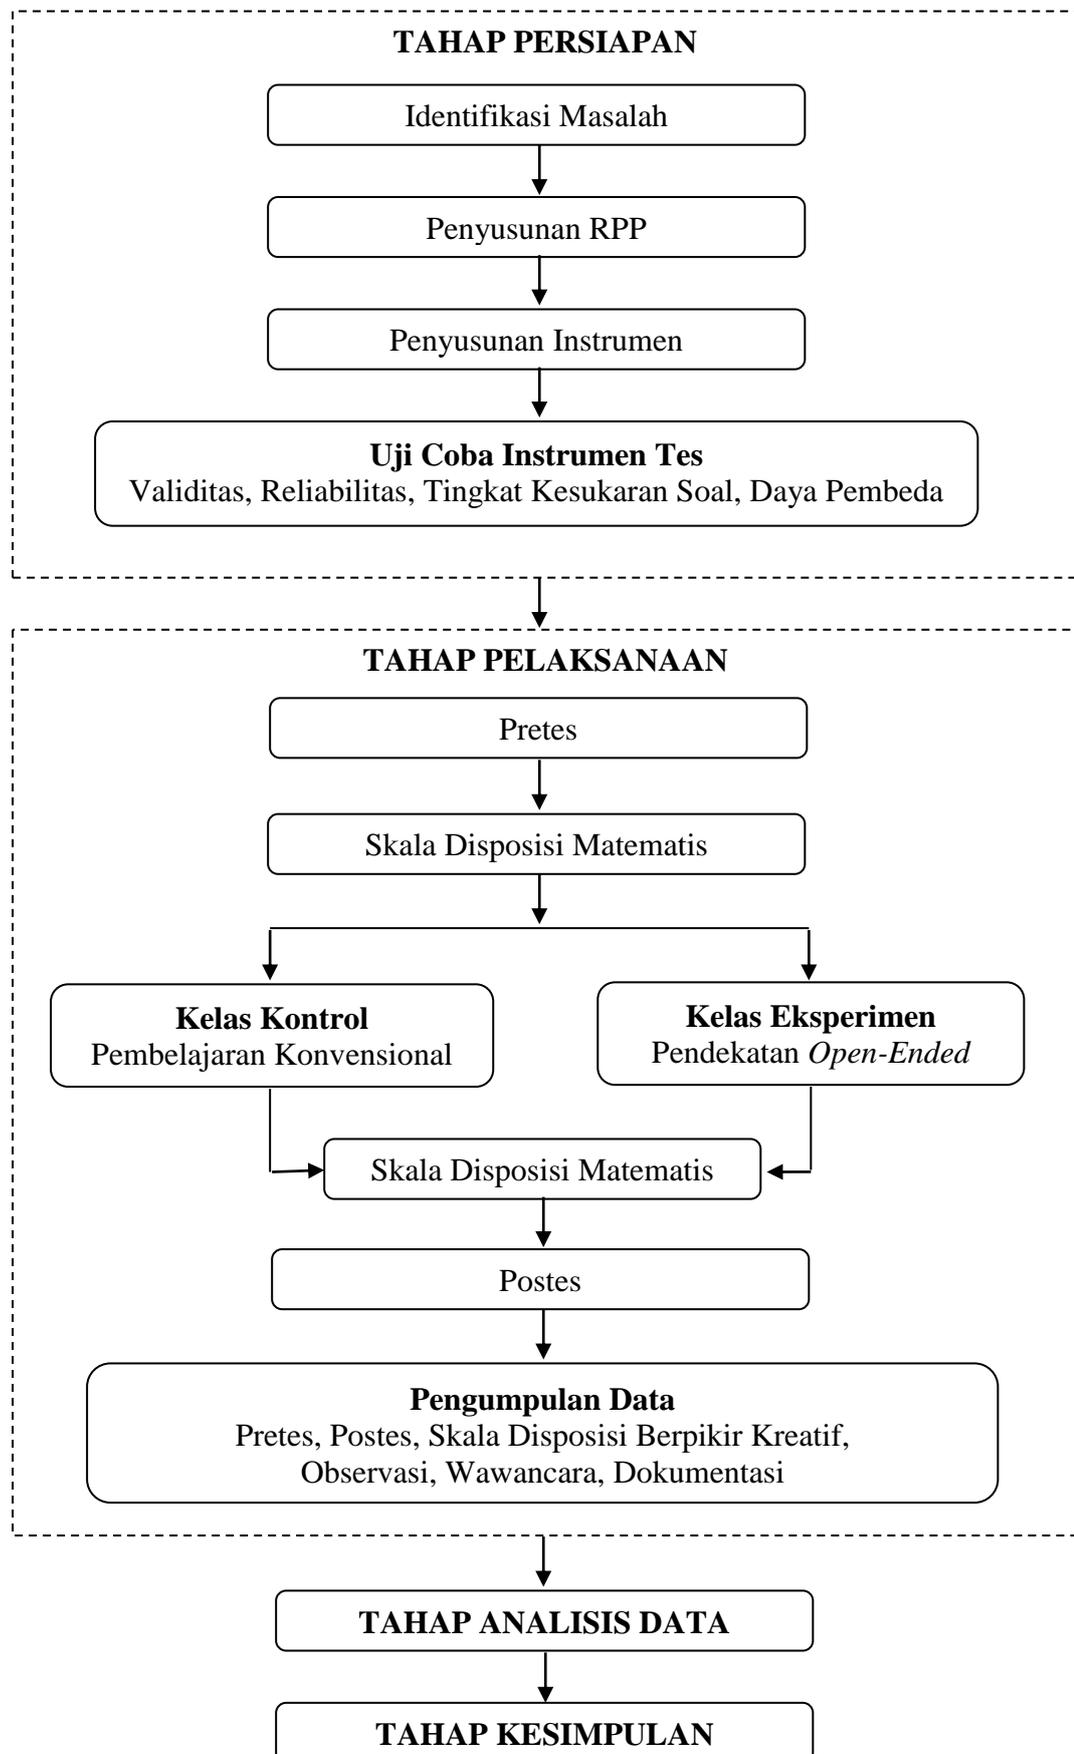 TAHAP PERSIAPAN
Identifikasi Masalah
Penyusunan RPP
Penyusunan Instrumen
Uji Coba Instrumen Tes
Validitas, Reliabilitas, Tingkat Kesukaran Soal, Daya Pembeda
TAHAP PELAKSANAAN
Pretes
Skala Disposisi Matematis
Kelas Kontrol
Pembelajaran Konvensional
Kelas Eksperimen
Pendekatan Open-Ended
Skala Disposisi Matematis
Postes
Pengumpulan Data
Pretes, Postes, Skala Disposisi Berpikir Kreatif,
Observasi, Wawancara, Dokumentasi
TAHAP ANALISIS DATA
TAHAP KESIMPULAN